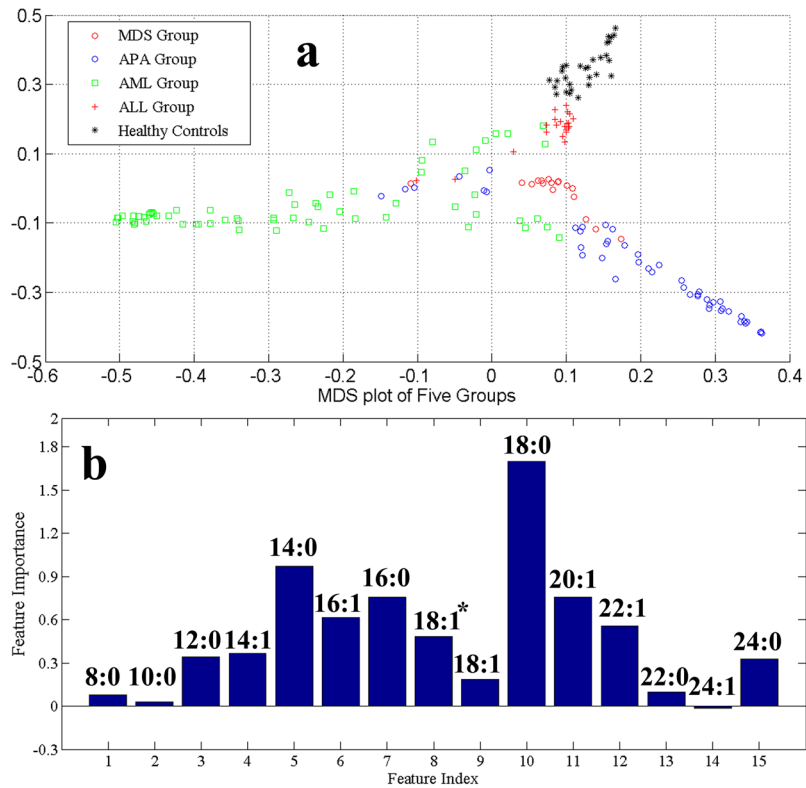 a
MDS Group
APA Group
AML Group
ALL Group
Healthy Controls
0.5
0.3
0.1
-0.1
-0.3
-0.5
-0.6 -0.5 -0.4 -0.3 -0.2 -0.1 0 0.1 0.2 0.3 0.4
MDS plot of Five Groups
b
2
1.8
1.5
1.2
0.9
0.6
0.3
0
-0.3
Feature Importance
8:0 10:0 12:0 14:1 14:0 16:1 16:0 18:1* 18:1 18:0 20:1 22:1 22:0 24:1 24:0
1 2 3 4 5 6 7 8 9 10 11 12 13 14 15
Feature Index